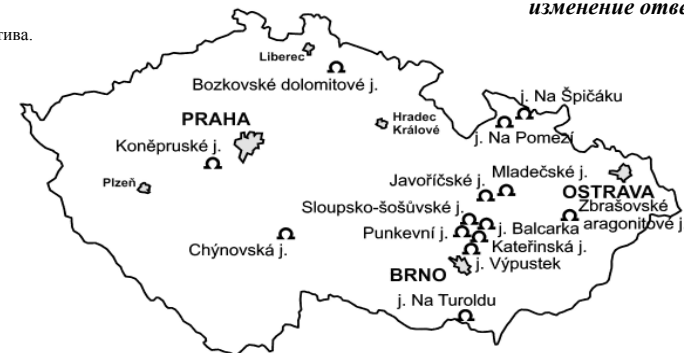 изменение отве
тива.
Liberec
Bozkovské dolomitové j.
j. Na Špičáku
PRAHA
Hradec
Králové
j. Na Pomezí
Koněpruské j.
Mladečské j.
Plzeň
Javoříčské j.
OSTRAVA
Sloupsko-šošůvské j.
Zbrašovské
aragonitové j
Punkevní j.
j. Balcarka
Chýnovská j.
Kateřinská j.
j. Výpustek
BRNO
j. Na Turoldu